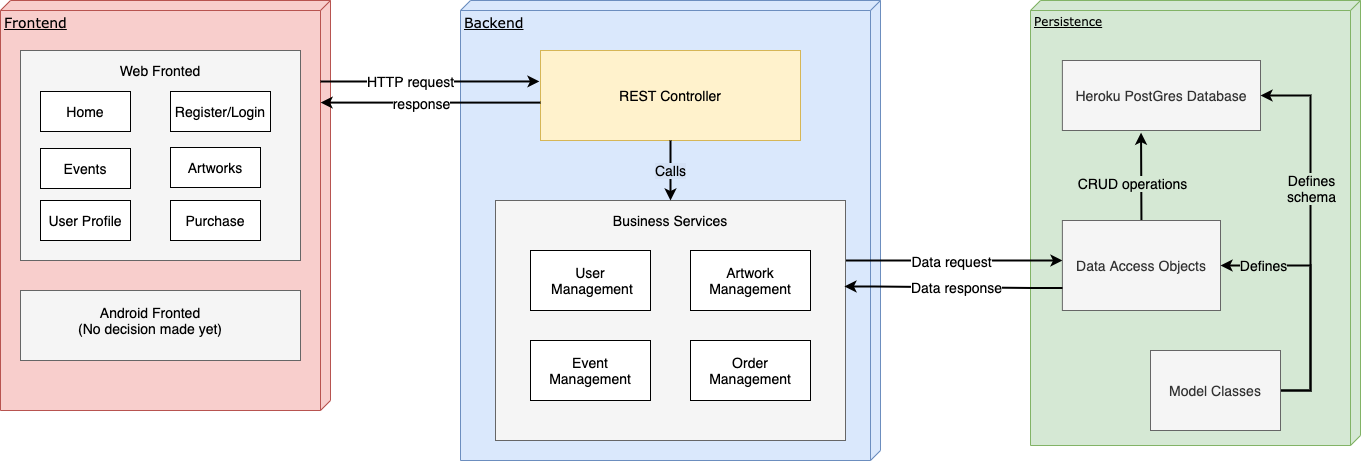 Frontend
Web Fronted
Home
Register/Login
Events
Artworks
User Profile
Purchase
Android Fronted
(No decision made yet)
HTTP request
response
Backend
REST Controller
Calls
Business Services
User
Management
Artwork
Management
Event
Management
Order
Management
Data request
Data response
Persistence
Heroku PostGres Database
CRUD operations
Defines
schema
Data Access Objects
Defines
Model Classes